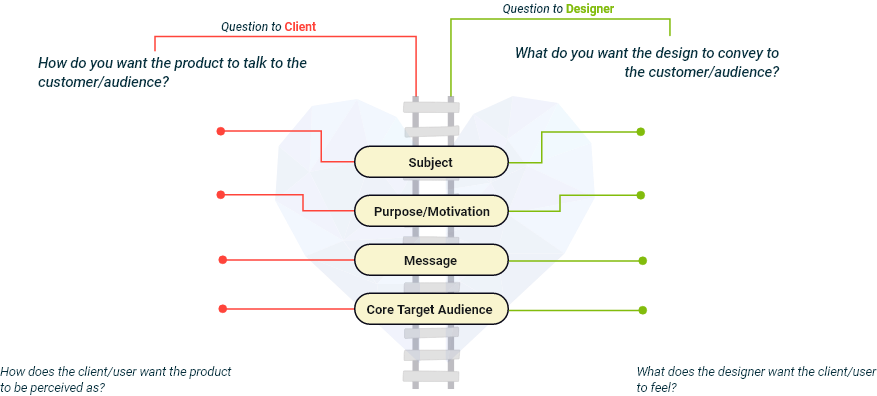 Question to Client
Question to Designer
How do you want the product to talk to the
customer/audience?
What do you want the design to convey to
the customer/audience?
Subject
Purpose/Motivation
Message
Core Target Audience
How does the client/user want the product
to be perceived as?
What does the designer want the client/user
to feel?